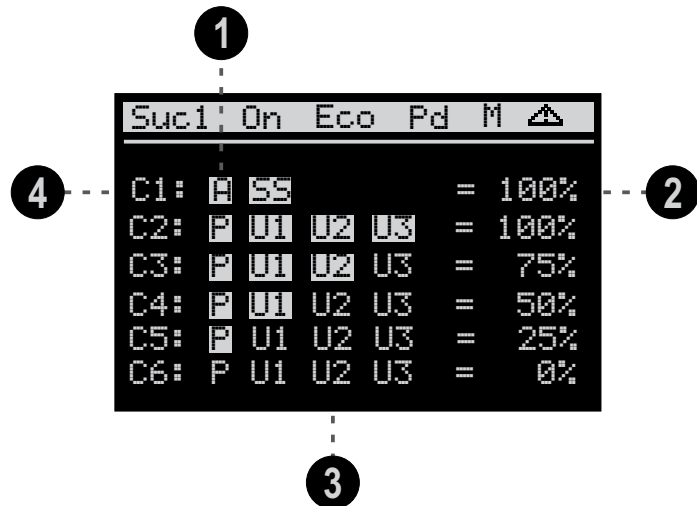 1
Suc1 On Eco Pd M
4 C1: A SS = 100% 2
C2: P U1 U2 U3 = 100%
C3: P U1 U2 U3 = 75%
C4: P U1 U2 U3 = 50%
C5: P U1 U2 U3 = 25%
C6: P U1 U2 U3 = 0%
3